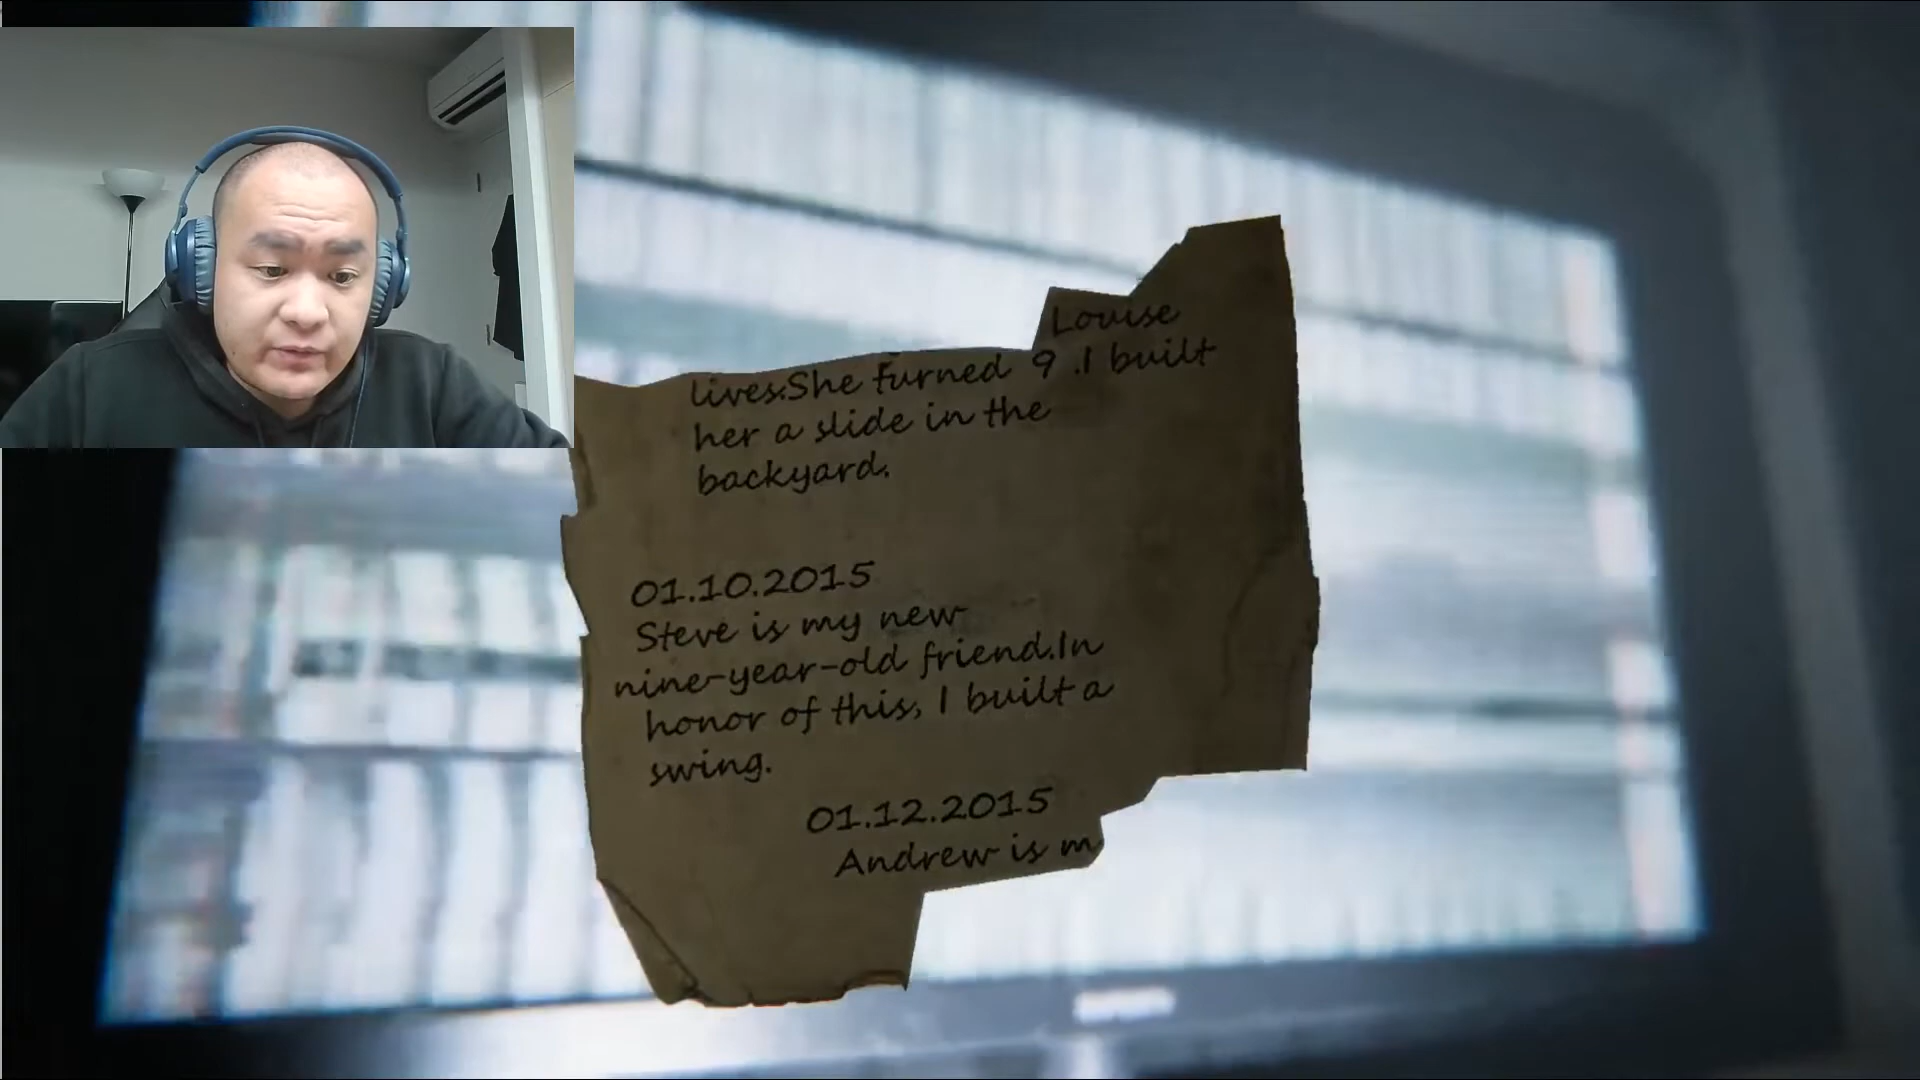 Louise
lives.She turned 9 .I built
her a slide in the
backyard.
01.10.2015
Steve is my new
nine-year-old friend.In
honor of this, I built a
swing.
01.12.2015
Andrew is m